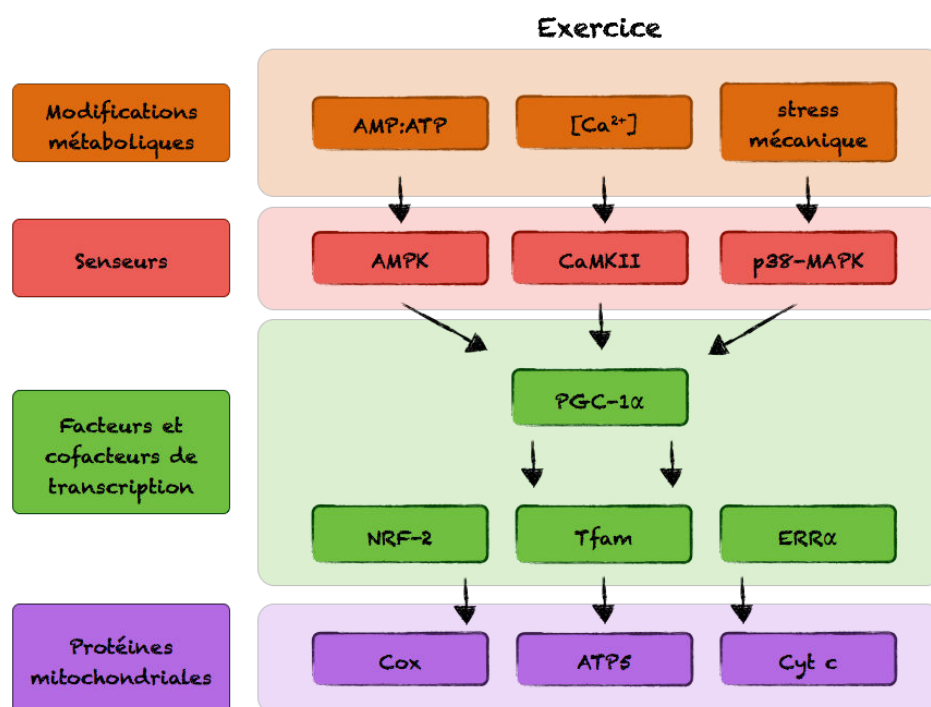 Exercice
Modifications
métaboliques
AMP:ATP
[Ca²⁺]
stress
mécanique
Senseurs
AMPK
CaMKII
p38-MAPK
Facteurs et
cofacteurs de
transcription
PGC-1α
NRF-2
Tfam
ERRα
Protéines
mitochondriales
Cox
ATP5
Cyt c